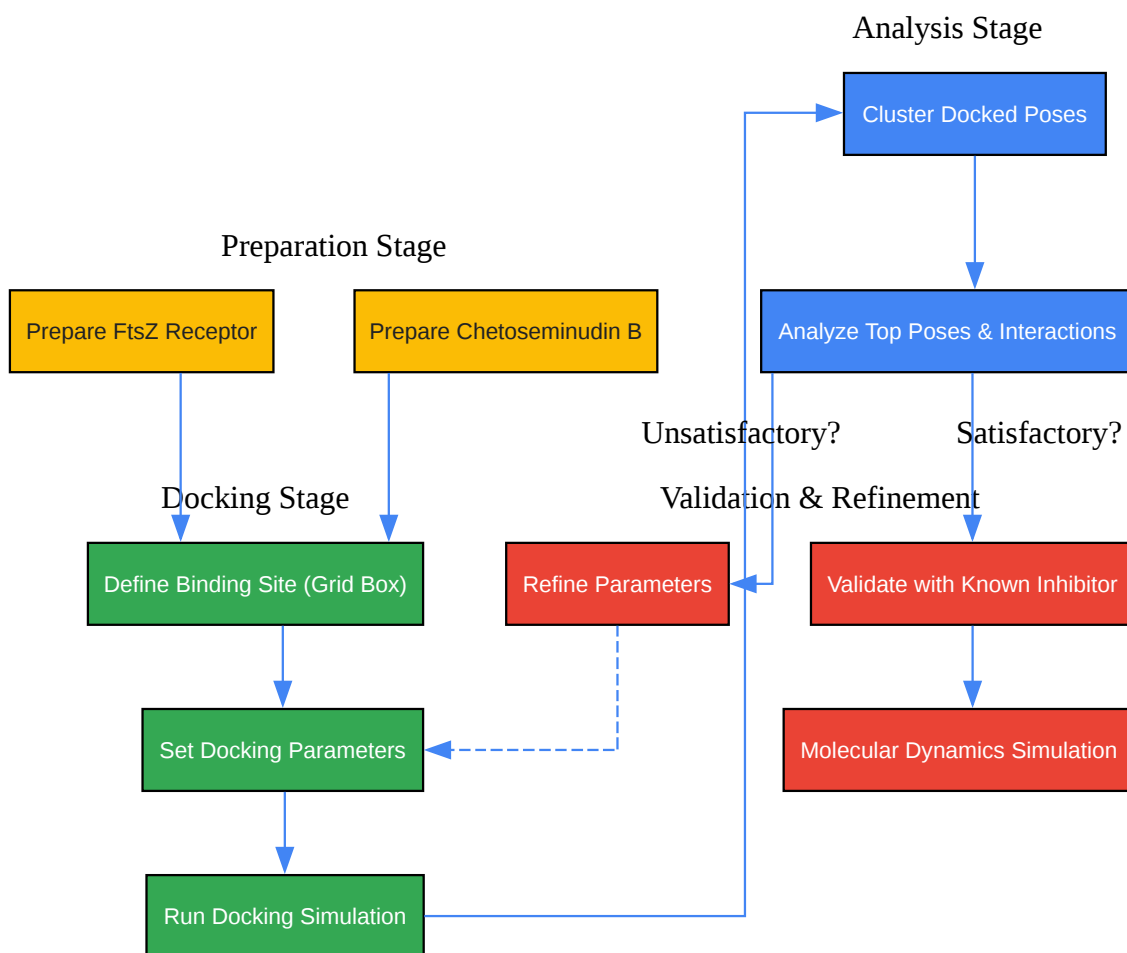 Analysis Stage
Cluster Docked Poses
Preparation Stage
Prepare FtsZ Receptor
Prepare Chetoseminudin B
Analyze Top Poses & Interactions
Unsatisfactory?
Satisfactory?
Docking Stage
Validation & Refinement
Define Binding Site (Grid Box)
Refine Parameters
Validate with Known Inhibitor
Set Docking Parameters
Molecular Dynamics Simulation
Run Docking Simulation